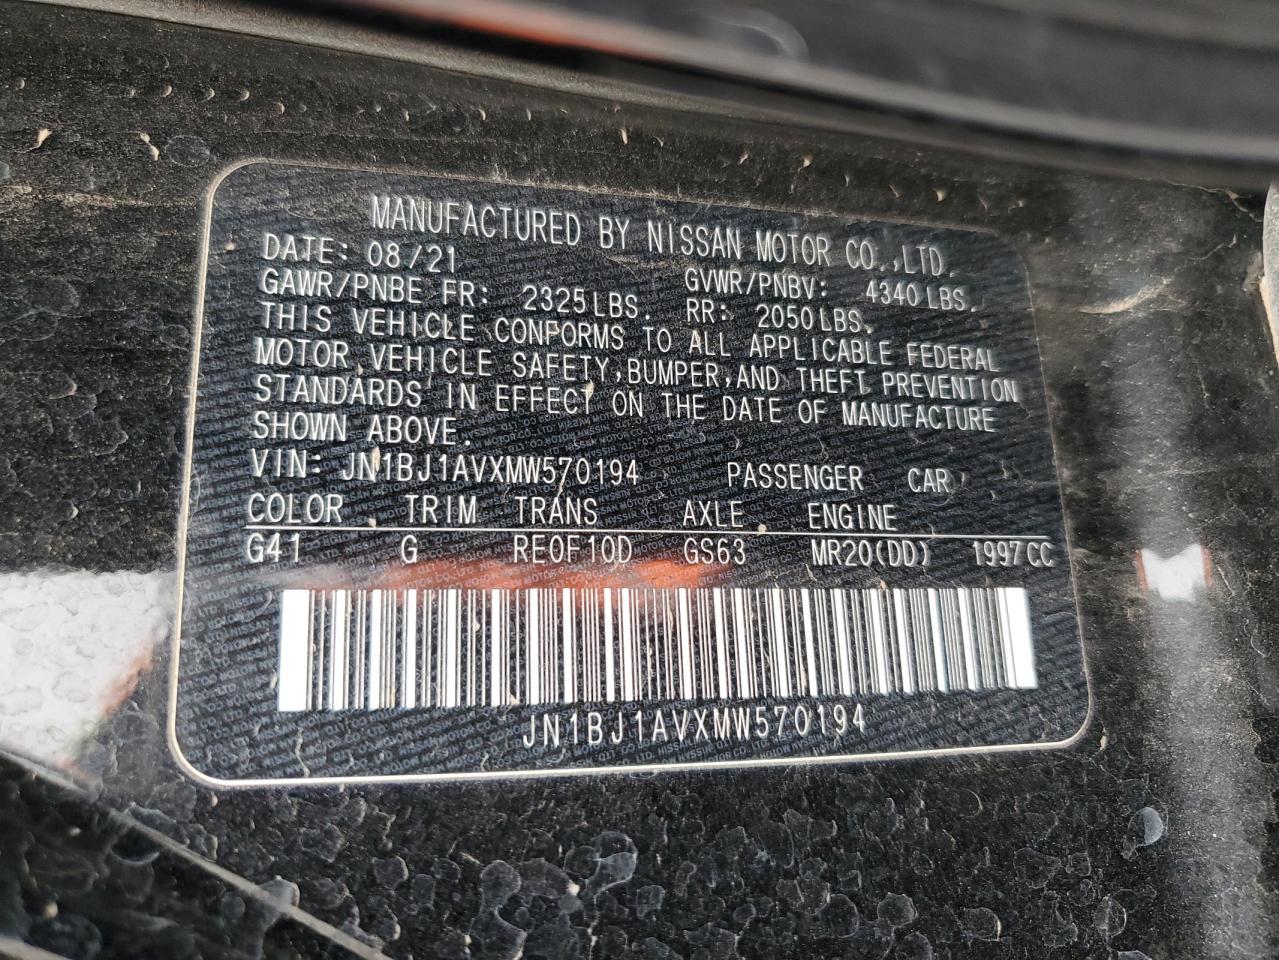 MANUFACTURED BY NISSAN MOTOR CO.,LTD.
DATE: 08/21
GAWR/PNBE FR: 2325LBS. GVWR/PNBV: 4340LBS.
RR: 2050LBS.
THIS VEHICLE CONFORMS TO ALL APPLICABLE FEDERAL
MOTOR VEHICLE SAFETY,BUMPER,AND THEFT PREVENTION
STANDARDS IN EFFECT ON THE DATE OF MANUFACTURE
SHOWN ABOVE.
VIN: JN1BJ1AVXMW570194 PASSENGER CAR
COLOR TRIM TRANS AXLE ENGINE
G41 G RE0F10D GS63 MR20(DD) 1997CC
JN1BJ1AVXMW570194